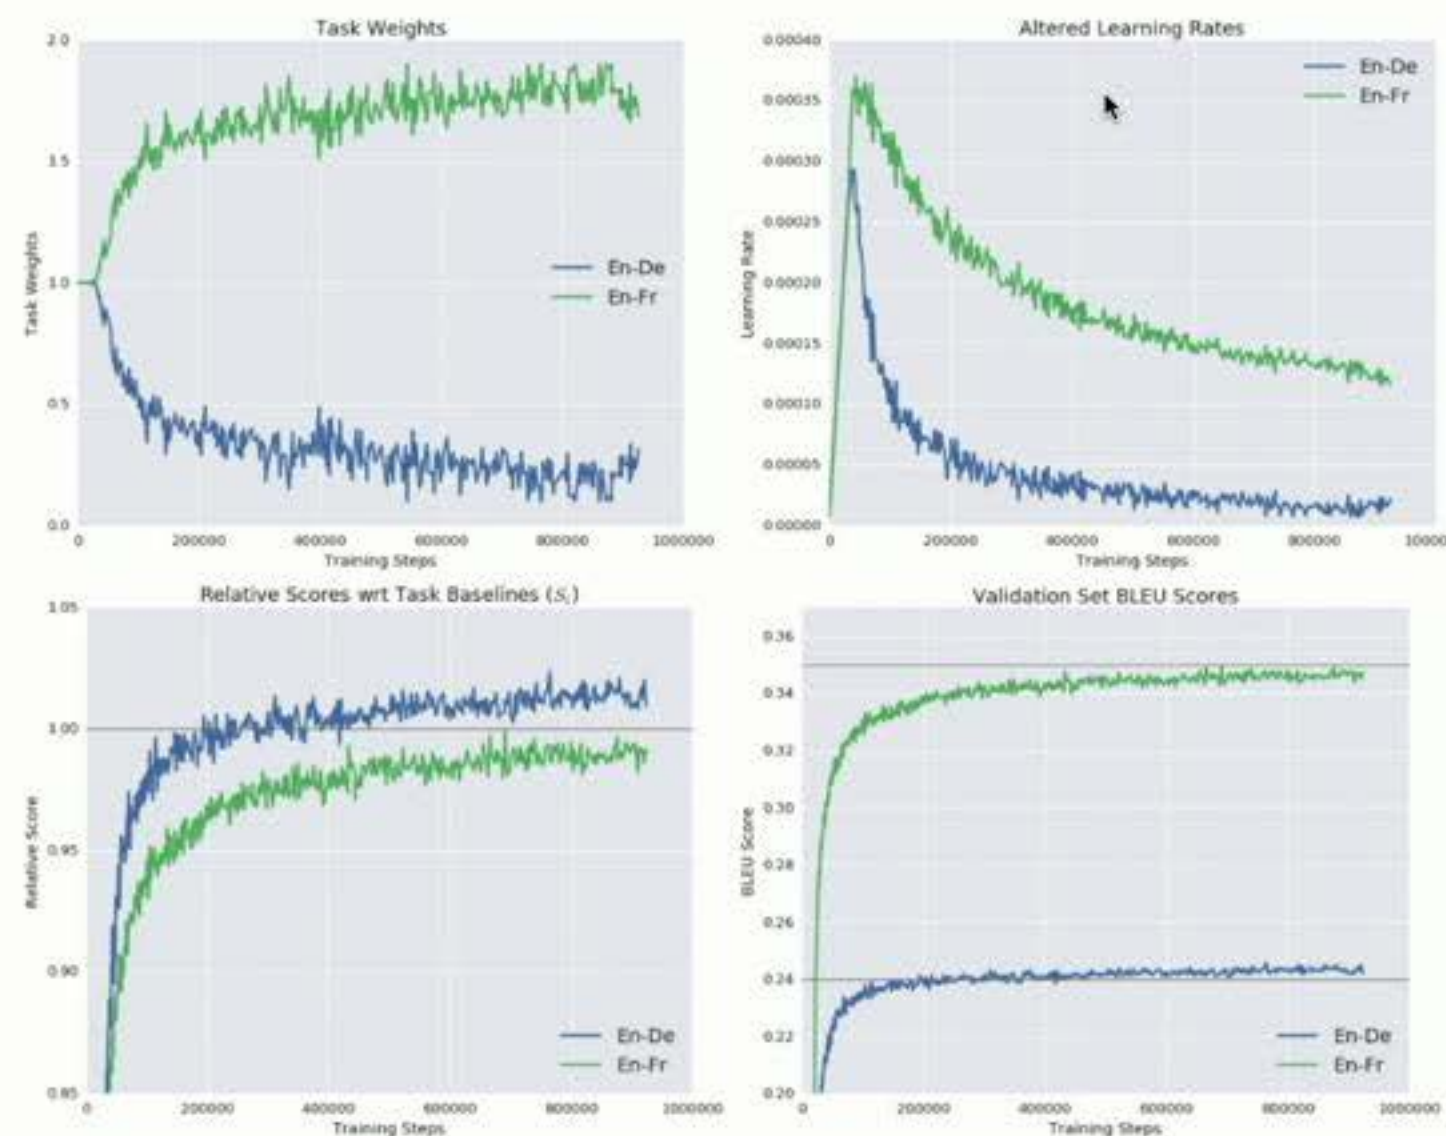 Task Weights
2.0
1.5
1.0
0.5
0.0
Task Weights
En-De
En-Fr
0
200000
400000
600000
800000
1000000
Training Steps
Altered Learning Rates
0.00040
0.00035
0.00030
0.00025
0.00020
0.00015
0.00010
0.00005
0.00000
Learning Rate
En-De
En-Fr
0
200000
400000
600000
800000
10000
Training Steps
Relative Scores wrt Task Baselines (Si)
1.05
1.00
0.95
0.90
0.85
Relative Score
En-De
En-Fr
0
200000
400000
600000
800000
1000000
Training Steps
Validation Set BLEU Scores
0.36
0.34
0.32
0.30
0.28
0.26
0.24
0.22
0.20
BLEU Score
En-De
En-Fr
0
200000
400000
600000
800000
1000000
Training Steps